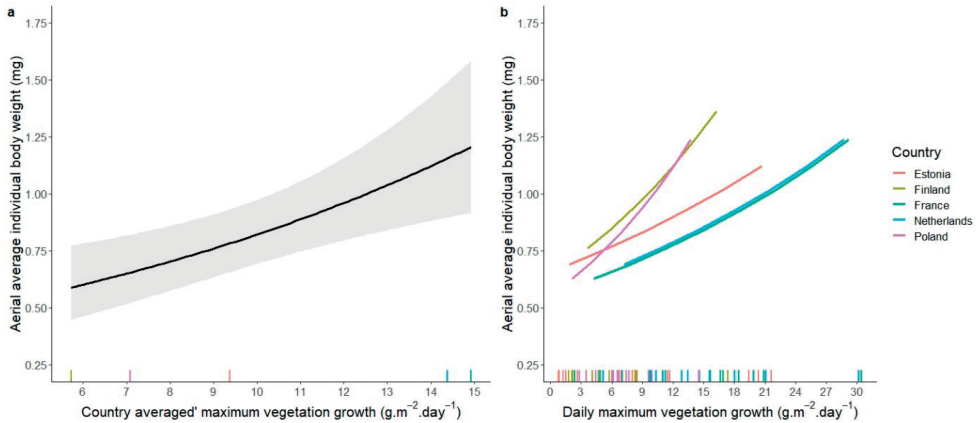 a
1.75
1.50
1.25
1.00
0.75
0.50
0.25
Aerial average individual body weight (mg)
6 7 8 9 10 11 12 13 14 15
Country averaged' maximum vegetation growth (g.m⁻².day⁻¹)
b
1.75
1.50
1.25
1.00
0.75
0.50
0.25
Aerial average individual body weight (mg)
0 3 6 9 12 15 18 21 24 27 30
Daily maximum vegetation growth (g.m⁻².day⁻¹)
Country
Estonia
Finland
France
Netherlands
Poland